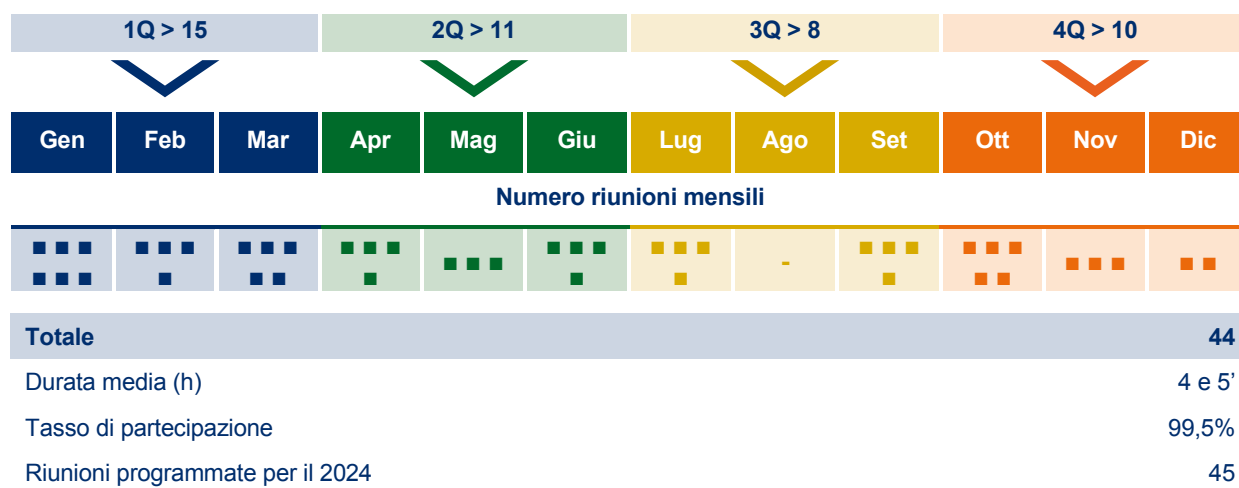 1Q > 15 2Q > 11 3Q > 8 4Q > 10
Gen Feb Mar Apr Mag Giu Lug Ago Set Ott Nov Dic
Numero riunioni mensili
-
Totale 44
Durata media (h) 4 e 5’
Tasso di partecipazione 99,5%
Riunioni programmate per il 2024 45